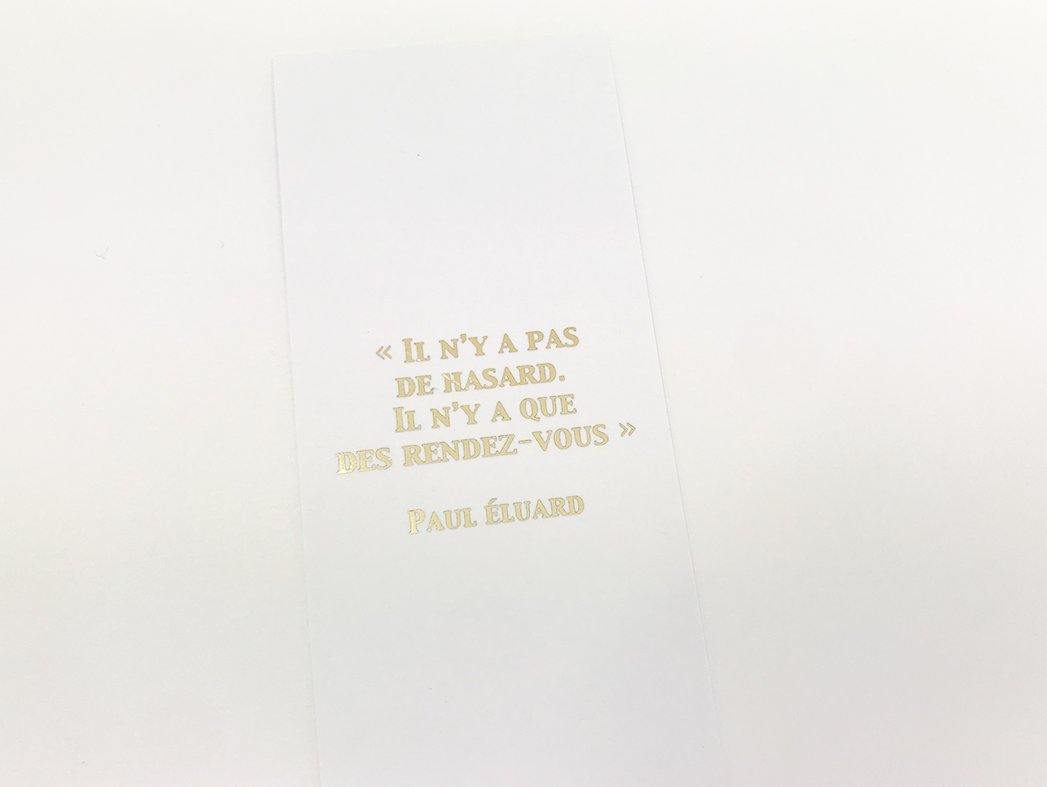 « Il n'y a pas
de hasard.
Il n'y a que
des rendez-vous »
Paul Éluard